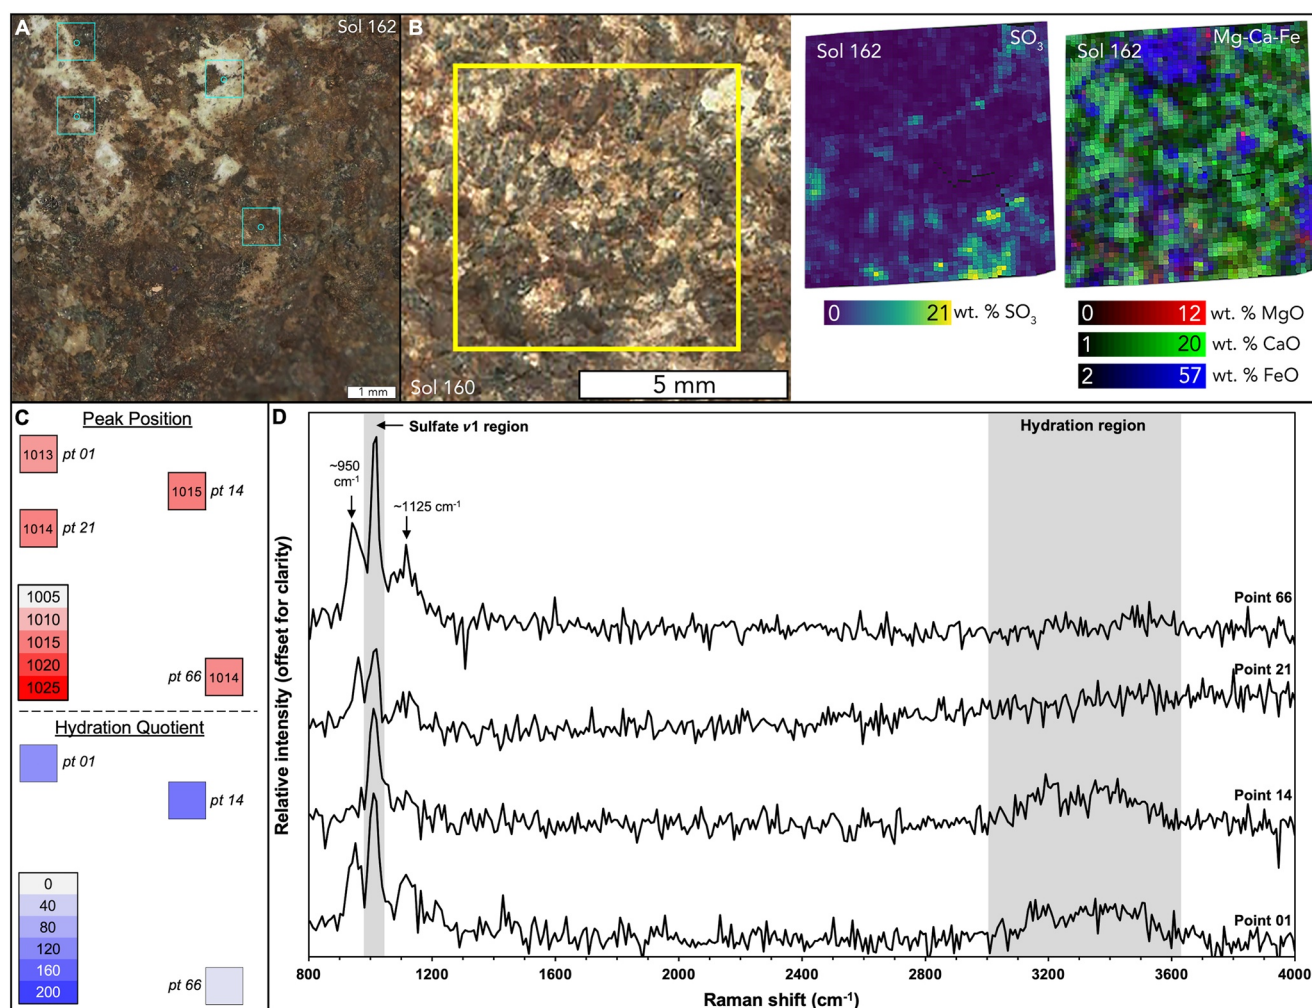 A
Sol 162
1 mm
B
Sol 160
5 mm
Sol 162
SO3
0
21
wt. % SO3
Sol 162
Mg-Ca-Fe
0
12
wt. % MgO
1
20
wt. % CaO
2
57
wt. % FeO
C
Peak Position
1013 pt 01
1015 pt 14
1014 pt 21
1005
1010
1015
1020
1025
pt 66 1014
Hydration Quotient
pt 01
pt 14
0
40
80
120
160
200
pt 66
D
Sulfate ν1 region
Hydration region
~950
cm-1
~1125 cm-1
Point 66
Point 21
Point 14
Point 01
Relative intensity (offset for clarity)
800 1200 1600 2000 2400 2800 3200 3600 4000
Raman shift (cm-1)